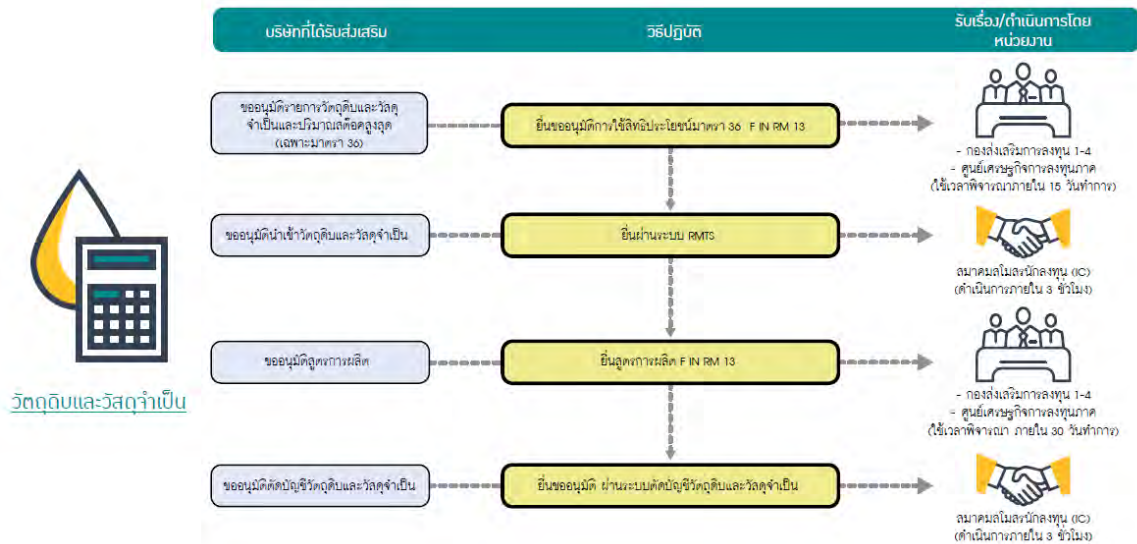 บริษัทที่ได้รับส่งเสริม
วิธีปฏิบัติ
รับเรื่อง/ดำเนินการโดย
หน่วยงาน
ขออนุมัติรายการวัตถุดิบและวัสดุ
จำเป็นและปริมาณสต็อคสูงสุด
(เฉพาะมาตรา 36)
ยื่นขออนุมัติการใช้สิทธิประโยชน์มาตรา 36 F IN RM 13
- กองส่งเสริมการลงทุน 1-4
- ศูนย์เศรษฐกิจการลงทุนภาค
(ใช้เวลาพิจารณาภายใน 15 วันทำการ)
ขออนุมัตินำเข้าวัตถุดิบและวัสดุจำเป็น
ยื่นผ่านระบบ RMTS
สมาคมสโมสรนักลงทุน (IC)
(ดำเนินการภายใน 3 ชั่วโมง)
ขออนุมัติสูตรการผลิต
ยื่นสูตรการผลิต F IN RM 13
- กองส่งเสริมการลงทุน 1-4
- ศูนย์เศรษฐกิจการลงทุนภาค
(ใช้เวลาพิจารณา ภายใน 30 วันทำการ)
วัตถุดิบและวัสดุจำเป็น
ขออนุมัติตัดบัญชีวัตถุดิบและวัสดุจำเป็น
ยื่นขออนุมัติ ผ่านระบบตัดบัญชีวัตถุดิบและวัสดุจำเป็น
สมาคมสโมสรนักลงทุน (IC)
(ดำเนินการภายใน 3 ชั่วโมง)